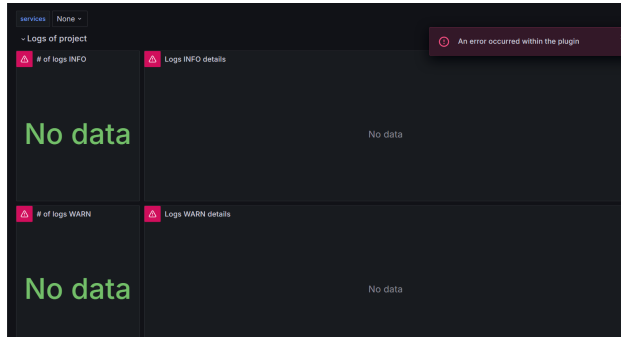 services None
Logs of project
An error occurred within the plugin
# of logs INFO
Logs INFO details
No data
No data
# of logs WARN
Logs WARN details
No data
No data